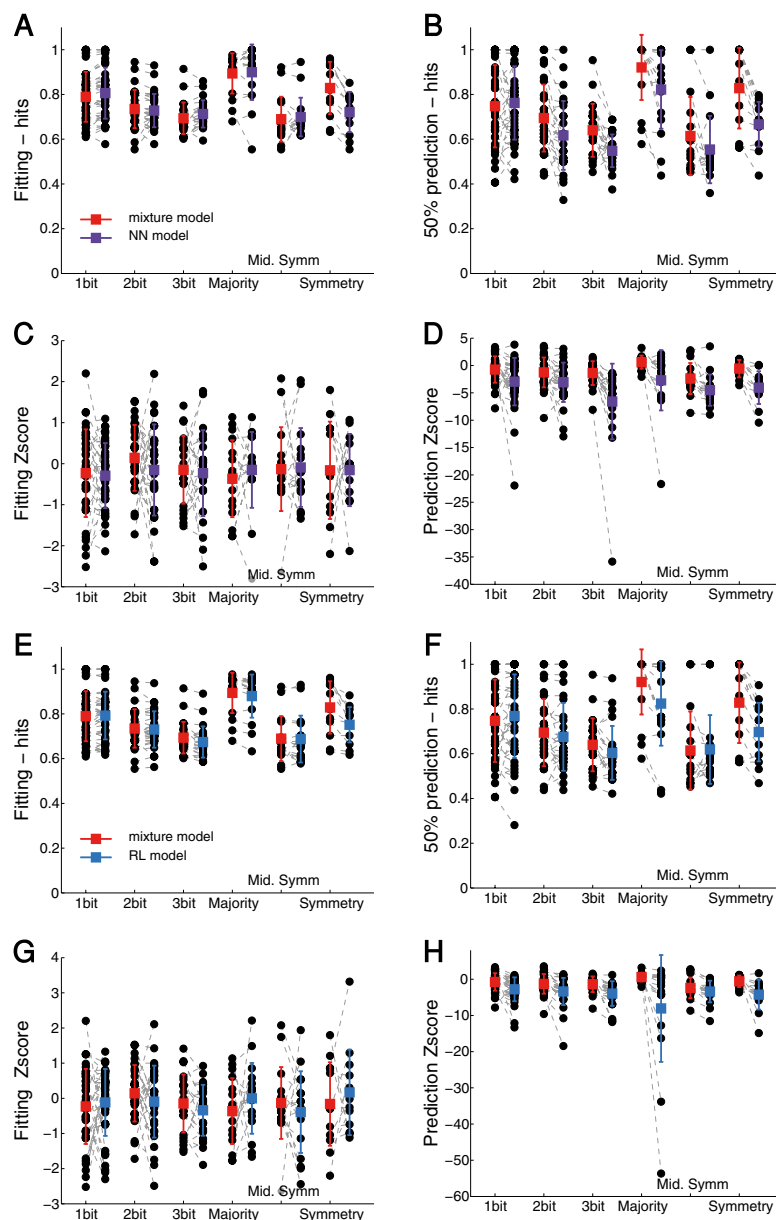 A
Fitting – hits
1
0.8
0.6
0.4
0.2
0
mixture model
NN model
Mid. Symm
1bit 2bit 3bit Majority Symmetry
B
50% prediction – hits
1
0.8
0.6
0.4
0.2
0
Mid. Symm
1bit 2bit 3bit Majority Symmetry
C
Fitting Zscore
3
2
1
0
−1
−2
−3
Mid. Symm
1bit 2bit 3bit Majority Symmetry
D
Prediction Zscore
5
0
−5
−10
−15
−20
−25
−30
−35
−40
Mid. Symm
1bit 2bit 3bit Majority Symmetry
E
Fitting – hits
1
0.8
0.6
0.4
0.2
0
mixture model
RL model
Mid. Symm
1bit 2bit 3bit Majority Symmetry
F
50% prediction – hits
1
0.8
0.6
0.4
0.2
0
Mid. Symm
1bit 2bit 3bit Majority Symmetry
G
Fitting Zscore
4
3
2
1
0
−1
−2
−3
Mid. Symm
1bit 2bit 3bit Majority Symmetry
H
Prediction Zscore
0
−10
−20
−30
−40
−50
−60
Mid. Symm
1bit 2bit 3bit Majority Symmetry